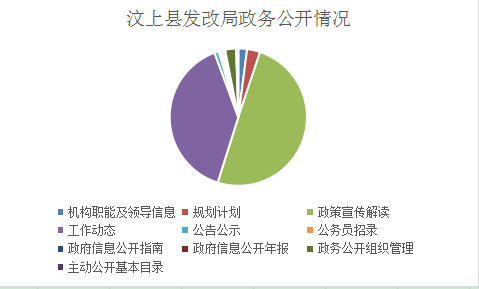 汶上县发改局政务公开情况
机构职能及领导信息 规划计划 政策宣传解读
工作动态 公告公示 公务员招录
政府信息公开指南 政府信息公开年报 政务公开组织管理
主动公开基本目录